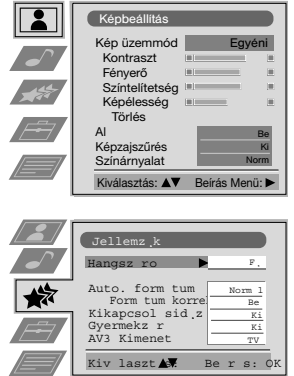 Képbeállítás
Kép üzemmód Egyéni
Kontraszt
Fényerő
Színtelítetség
Képélesség
Törlés
AI Be
Képzajszűrés Ki
Színárnyalat Norm
Kiválasztás: ▲▼ Beírás Menü: ▶
Jellemz.k
Hangsz ro ▶ F.
Auto. form tum Norm l
Form tum korre Be
Kikapcsol sid.z Ki
Gyermekz r Ki
AV3 Kimenet TV
Kiv laszt ▲▼ Be r s: OK